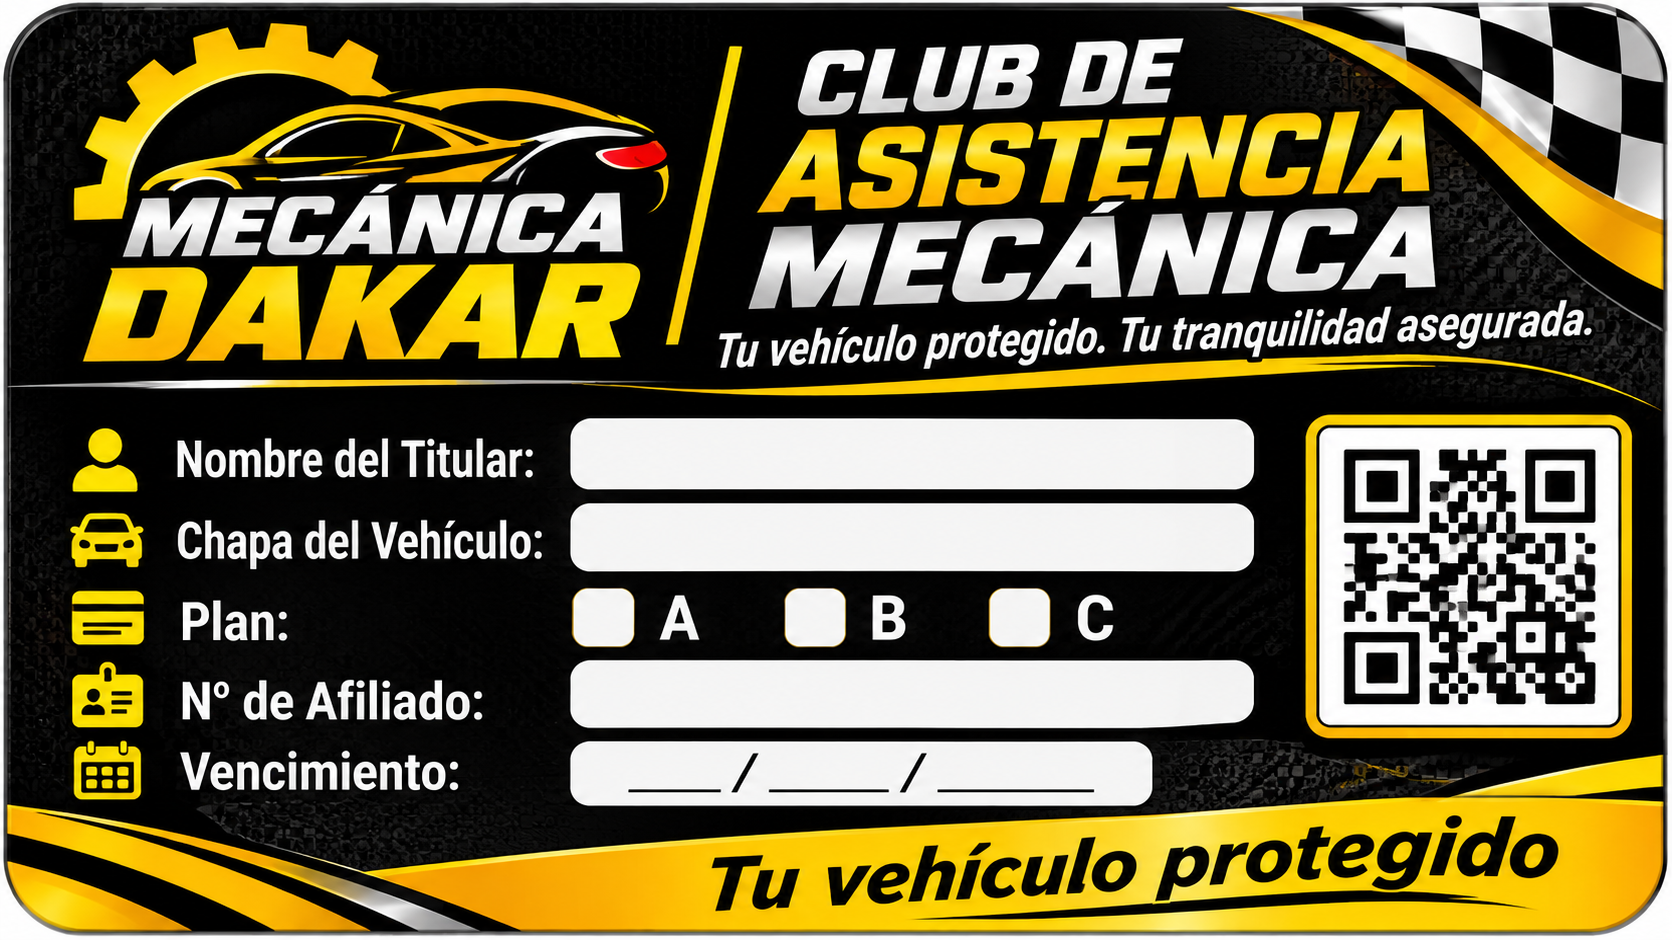 MECÁNICA
DAKAR
CLUB DE
ASISTENCIA
MECÁNICA
Tu vehículo protegido. Tu tranquilidad asegurada.
Nombre del Titular:
Chapa del Vehículo:
Plan: A B C
Nº de Afiliado:
Vencimiento: ___ / ____ / _____
Tu vehículo protegido